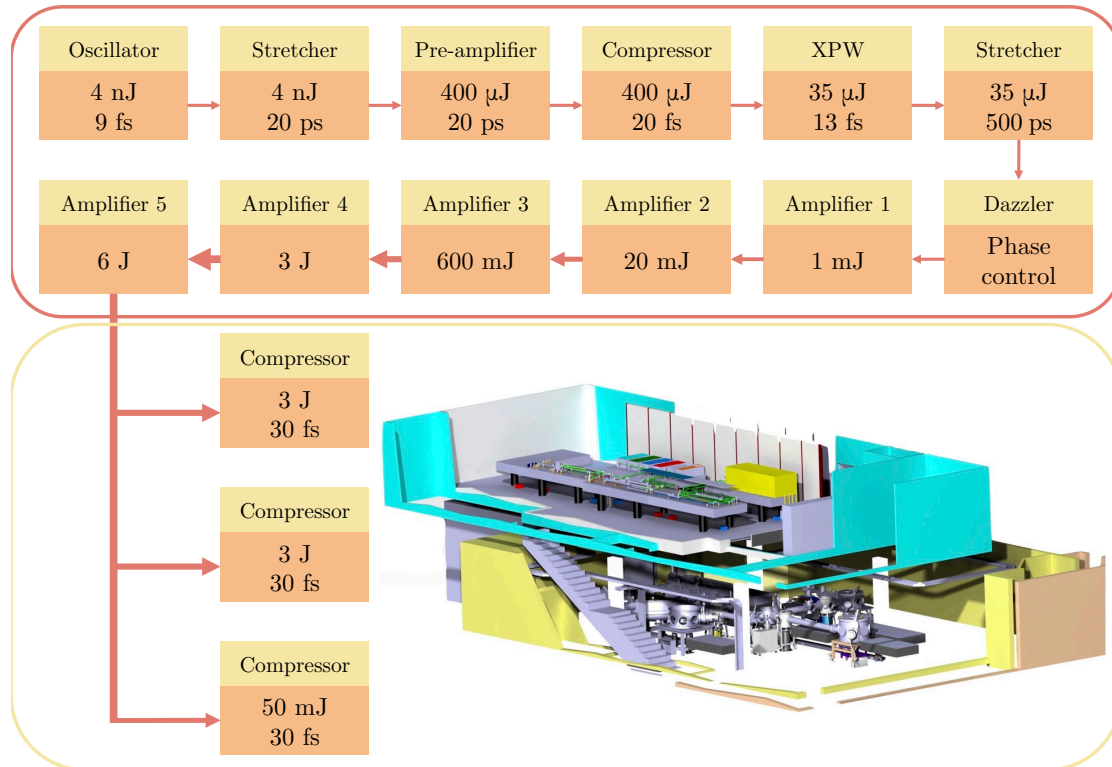 Oscillator
4 nJ
9 fs
Stretcher
4 nJ
20 ps
Pre-amplifier
400 μJ
20 ps
Compressor
400 μJ
20 fs
XPW
35 μJ
13 fs
Stretcher
35 μJ
500 ps
Amplifier 5
6 J
Amplifier 4
3 J
Amplifier 3
600 mJ
Amplifier 2
20 mJ
Amplifier 1
1 mJ
Dazzler
Phase
control
Compressor
3 J
30 fs
Compressor
3 J
30 fs
Compressor
50 mJ
30 fs